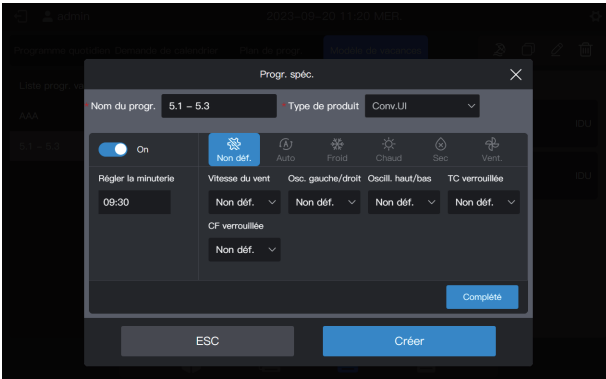 admin
2023-09-20 11:20 MER.
Programme quotidien Demande de calendrier Plan de progr. Modèle de vacances
Progr. spéc.
Liste progr. va
*Nom du progr. 5.1 – 5.3 *Type de produit Conv.UI
AAA
IDU
5.1 – 5.3
On
Non déf. Auto Froid Chaud Sec Vent.
IDU
Régler la minuterie Vitesse du vent Osc. gauche/droit Oscill. haut/bas TC verrouillée
09:30 Non déf. Non déf. Non déf. Non déf.
CF verrouillée
Non déf.
Complété
ESC Créer